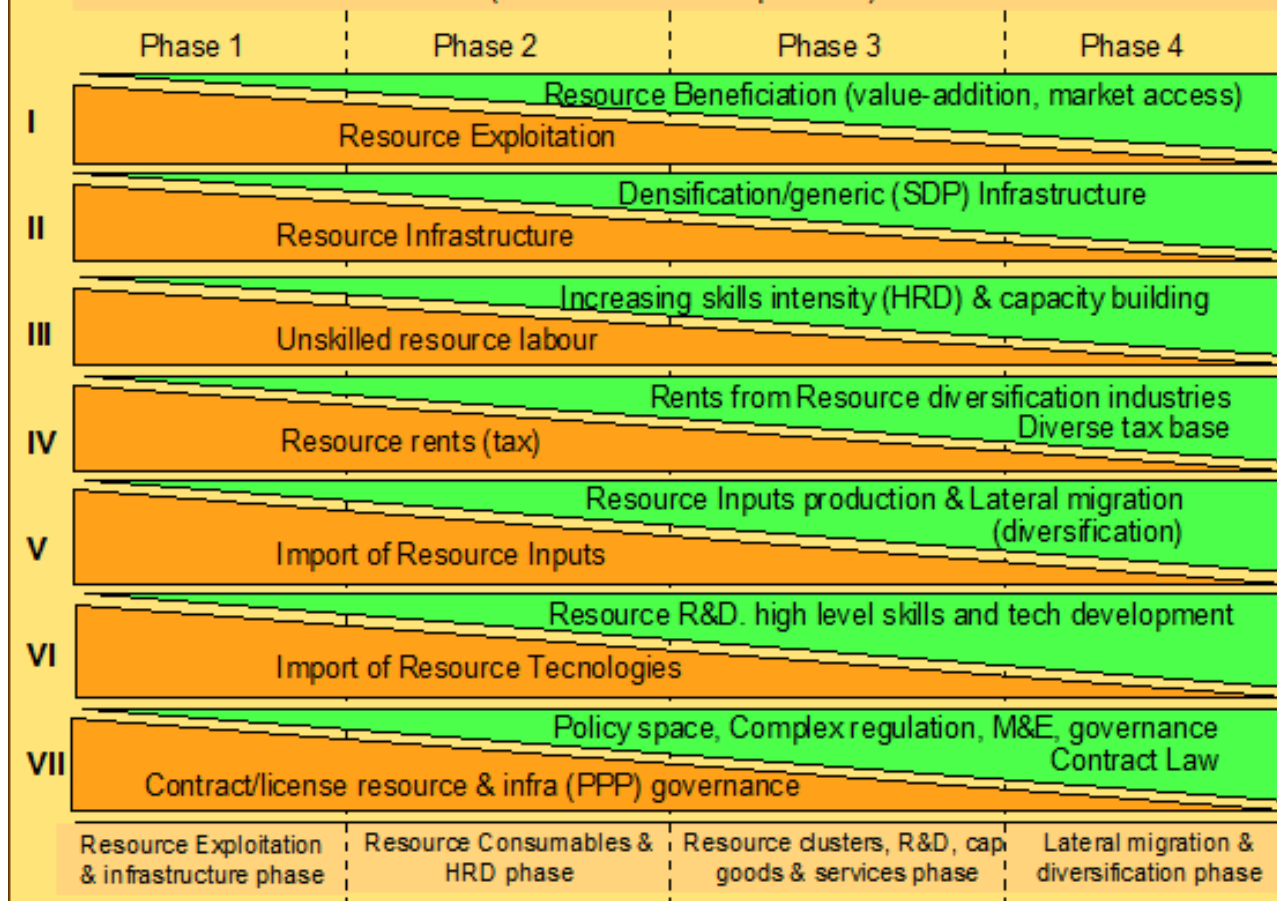 Phase 1 Phase 2 Phase 3 Phase 4
I
Resource Beneficiation (value-addition, market access)
Resource Exploitation
II
Densification/generic (SDP) Infrastructure
Resource Infrastructure
III
Increasing skills intensity (HRD) & capacity building
Unskilled resource labour
IV
Rents from Resource diversification industries
Diverse tax base
Resource rents (tax)
V
Resource Inputs production & Lateral migration
(diversification)
Import of Resource Inputs
VI
Resource R&D. high level skills and tech development
Import of Resource Tecnologies
VII
Policy space, Complex regulation, M&E, governance
Contract Law
Contract/license resource & infra (PPP) governance
Resource Exploitation
& infrastructure phase
Resource Consumables &
HRD phase
Resource clusters, R&D, cap
goods & services phase
Lateral migration &
diversification phase